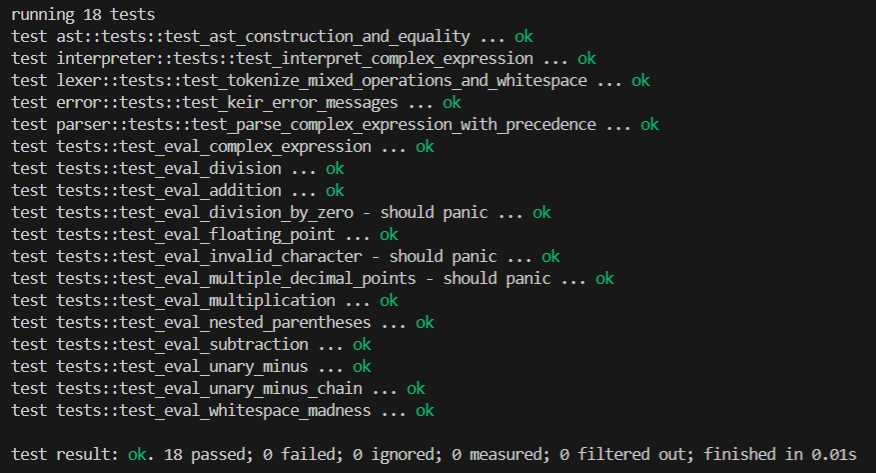 running 18 tests
test ast::tests::test_ast_construction_and_equality ... ok
test interpreter::tests::test_interpret_complex_expression ... ok
test lexer::tests::test_tokenize_mixed_operations_and_whitespace ... ok
test error::tests::test_keir_error_messages ... ok
test parser::tests::test_parse_complex_expression_with_precedence ... ok
test tests::test_eval_complex_expression ... ok
test tests::test_eval_division ... ok
test tests::test_eval_addition ... ok
test tests::test_eval_division_by_zero - should panic ... ok
test tests::test_eval_floating_point ... ok
test tests::test_eval_invalid_character - should panic ... ok
test tests::test_eval_multiple_decimal_points - should panic ... ok
test tests::test_eval_multiplication ... ok
test tests::test_eval_nested_parentheses ... ok
test tests::test_eval_subtraction ... ok
test tests::test_eval_unary_minus ... ok
test tests::test_eval_unary_minus_chain ... ok
test tests::test_eval_whitespace_madness ... ok
test result: ok. 18 passed; 0 failed; 0 ignored; 0 measured; 0 filtered out; finished in 0.01s